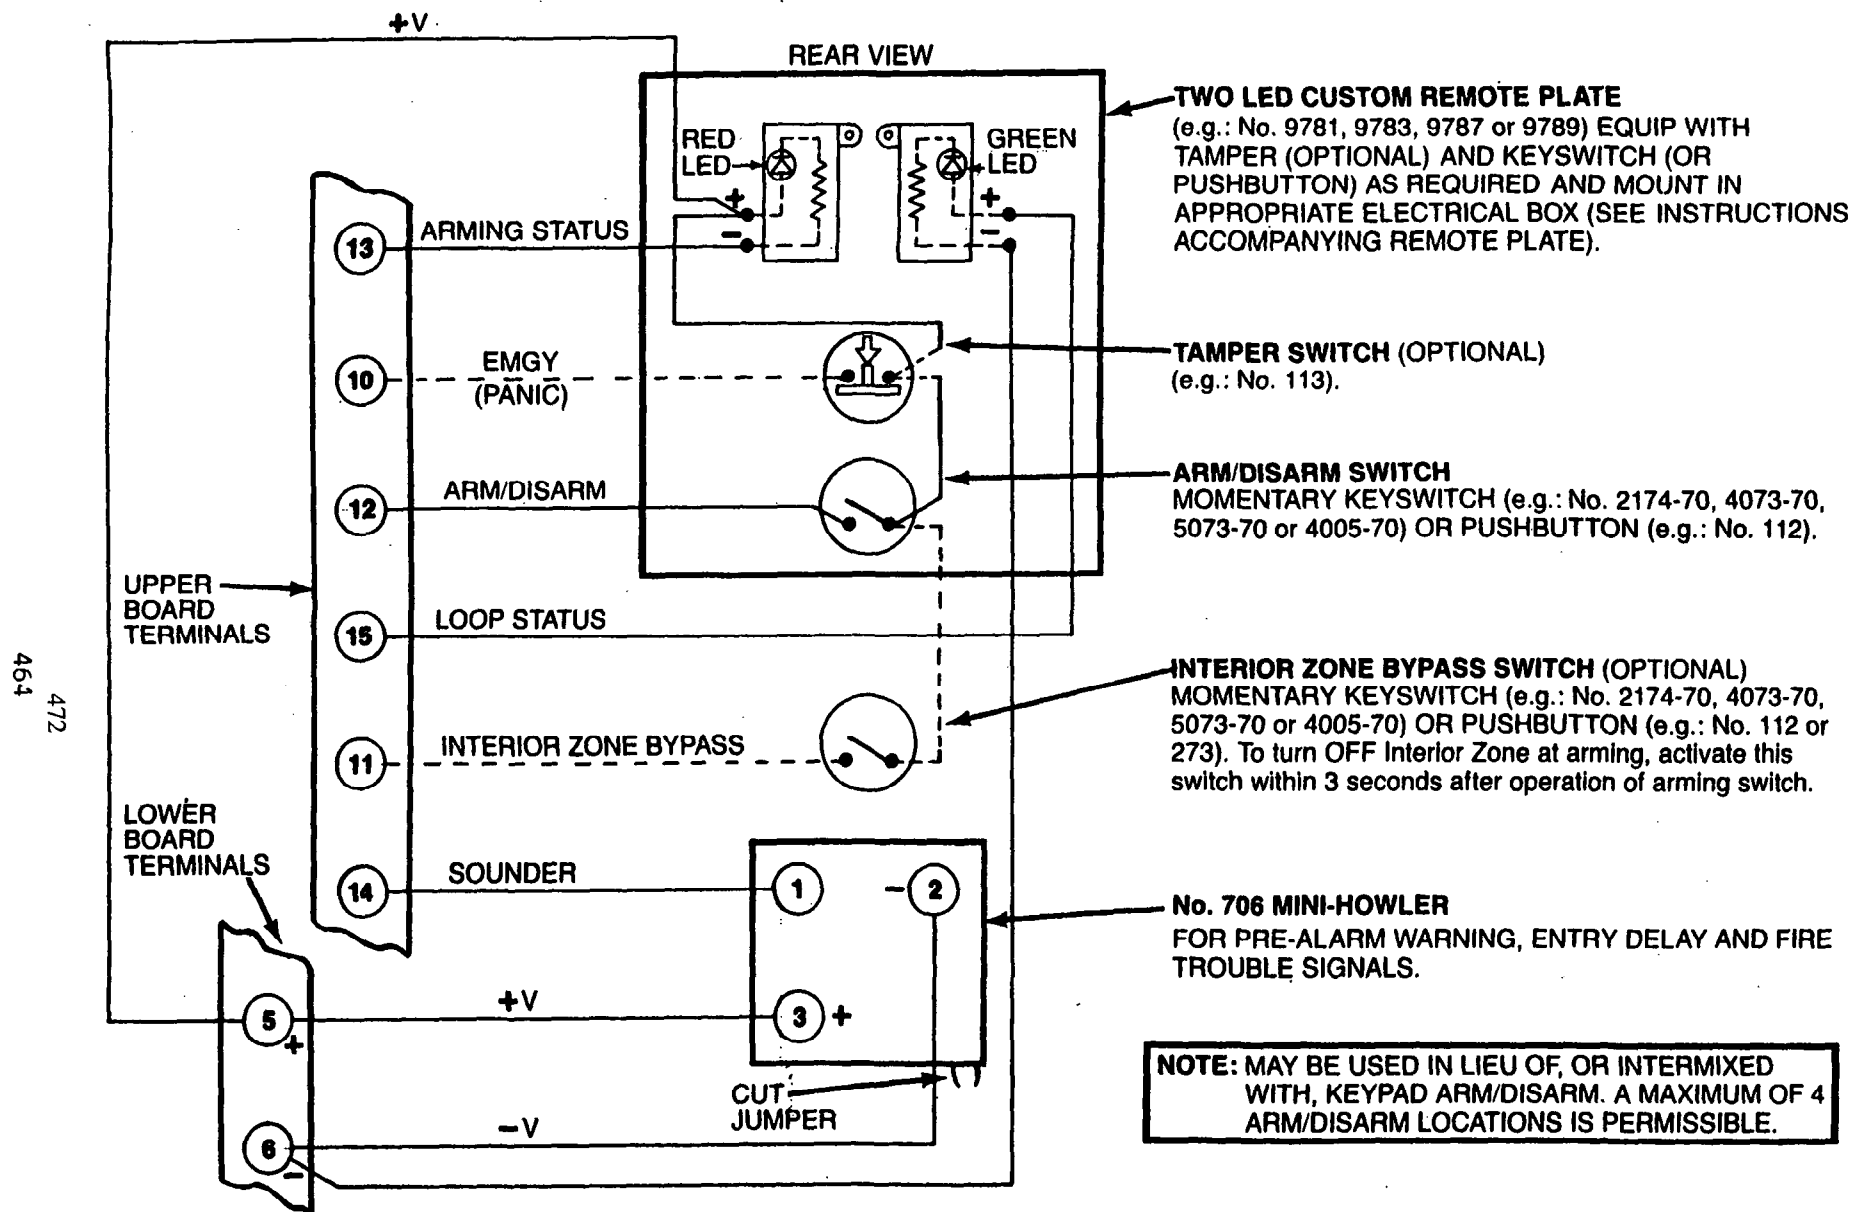 +V
REAR VIEW
RED
LED
GREEN
LED
+
-
+
-
TWO LED CUSTOM REMOTE PLATE
(e.g.: No. 9781, 9783, 9787 or 9789) EQUIP WITH
TAMPER (OPTIONAL) AND KEYSWITCH (OR
PUSHBUTTON) AS REQUIRED AND MOUNT IN
APPROPRIATE ELECTRICAL BOX (SEE INSTRUCTIONS
ACCOMPANYING REMOTE PLATE).
13
ARMING STATUS
10
EMGY
(PANIC)
TAMPER SWITCH (OPTIONAL)
(e.g.: No. 113).
12
ARM/DISARM
ARM/DISARM SWITCH
MOMENTARY KEYSWITCH (e.g.: No. 2174-70, 4073-70,
5073-70 or 4005-70) OR PUSHBUTTON (e.g.: No. 112).
UPPER
BOARD
TERMINALS
15
LOOP STATUS
464
472
INTERIOR ZONE BYPASS SWITCH (OPTIONAL)
MOMENTARY KEYSWITCH (e.g.: No. 2174-70, 4073-70,
5073-70 or 4005-70) OR PUSHBUTTON (e.g.: No. 112 or
273). To turn OFF Interior Zone at arming, activate this
switch within 3 seconds after operation of arming switch.
11
INTERIOR ZONE BYPASS
LOWER
BOARD
TERMINALS
14
SOUNDER
1
- 2
No. 706 MINI-HOWLER
FOR PRE-ALARM WARNING, ENTRY DELAY AND FIRE
TROUBLE SIGNALS.
5
+
+V
3 +
CUT
JUMPER
6
-
-V
NOTE: MAY BE USED IN LIEU OF, OR INTERMIXED
WITH, KEYPAD ARM/DISARM. A MAXIMUM OF 4
ARM/DISARM LOCATIONS IS PERMISSIBLE.